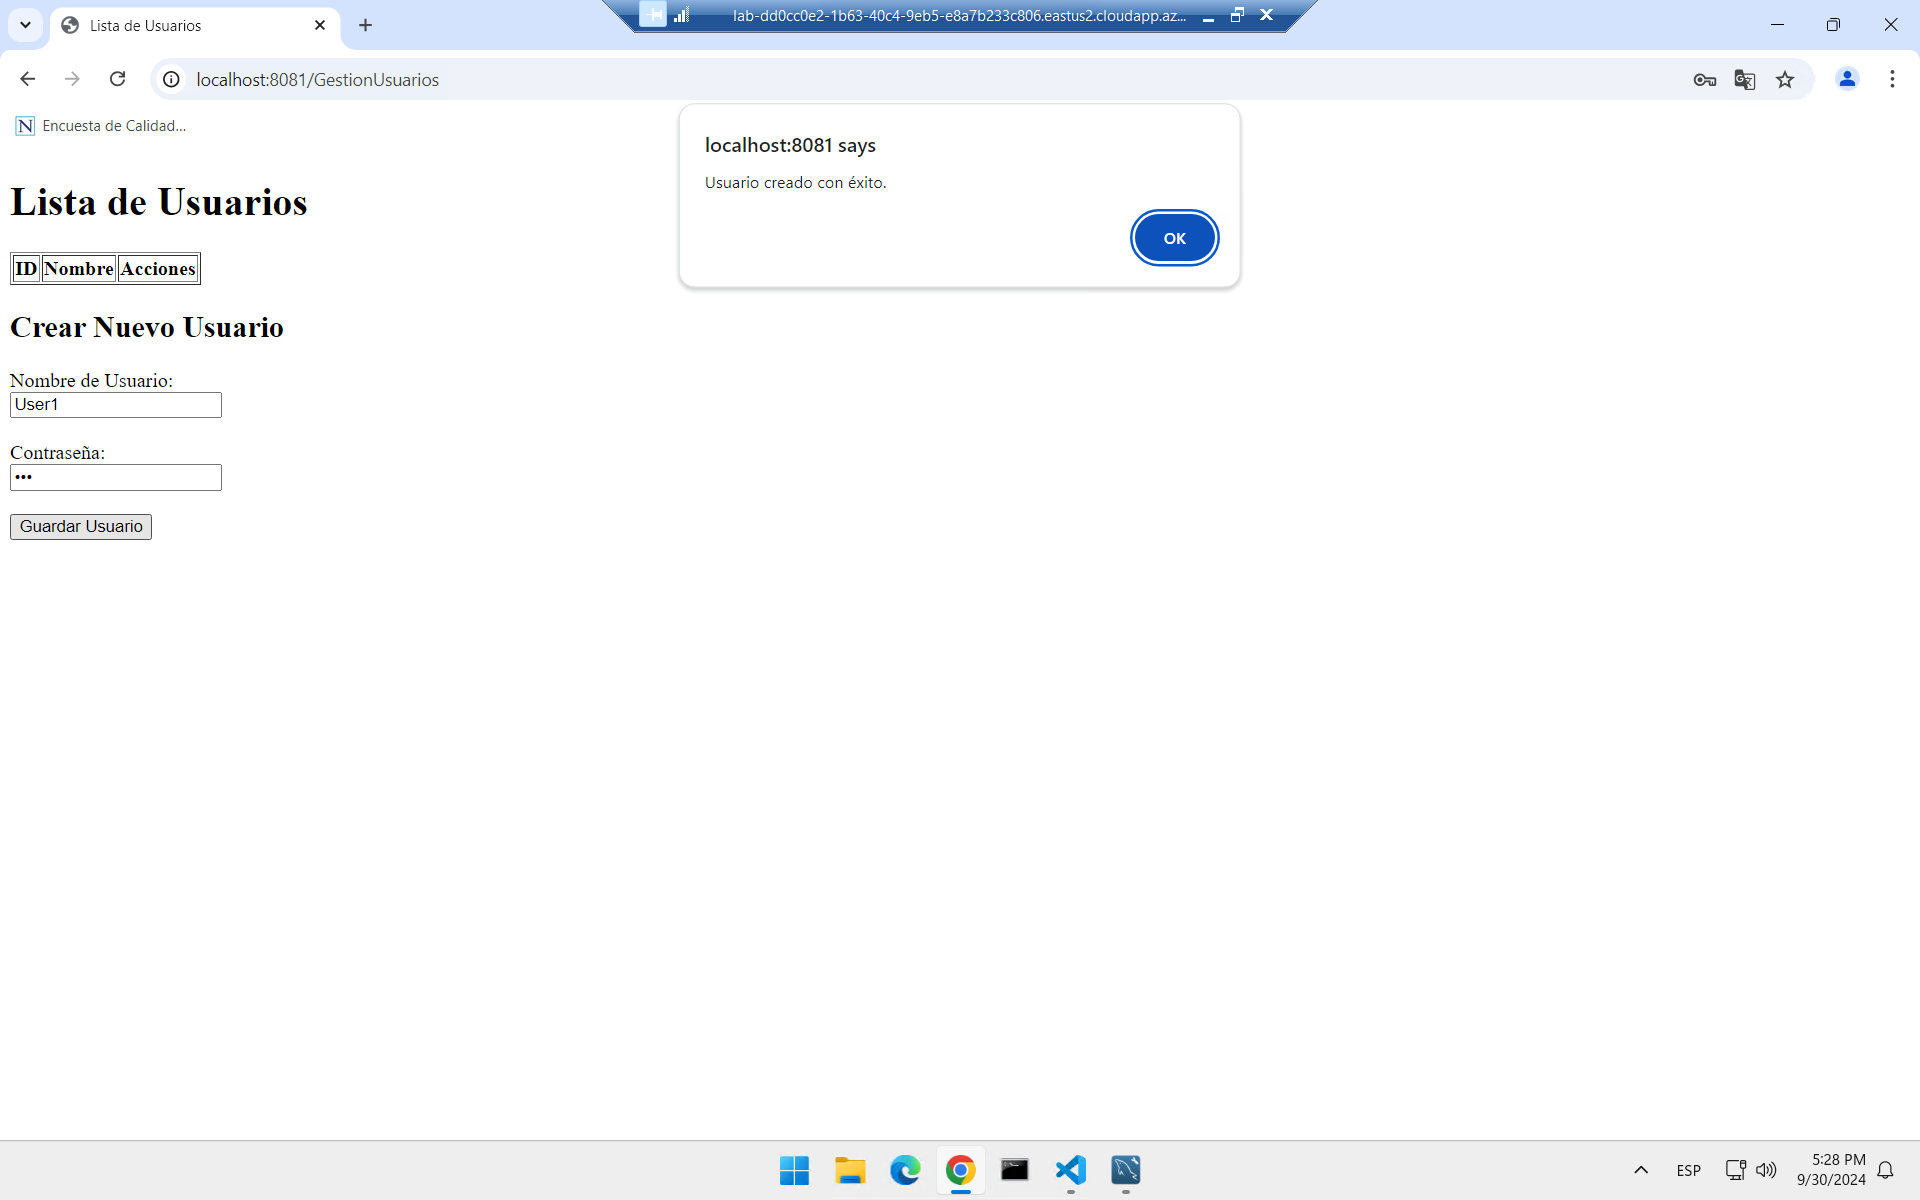 Lista de Usuarios
lab-dd0cc0e2-1b63-40c4-9eb5-e8a7b233c806.eastus2.cloudapp.az...
localhost:8081/GestionUsuarios
N Encuesta de Calidad...
localhost:8081 says
Usuario creado con éxito.
OK
Lista de Usuarios
ID Nombre Acciones
Crear Nuevo Usuario
Nombre de Usuario:
User1
Contraseña:
•••
Guardar Usuario
ESP
5:28 PM
9/30/2024